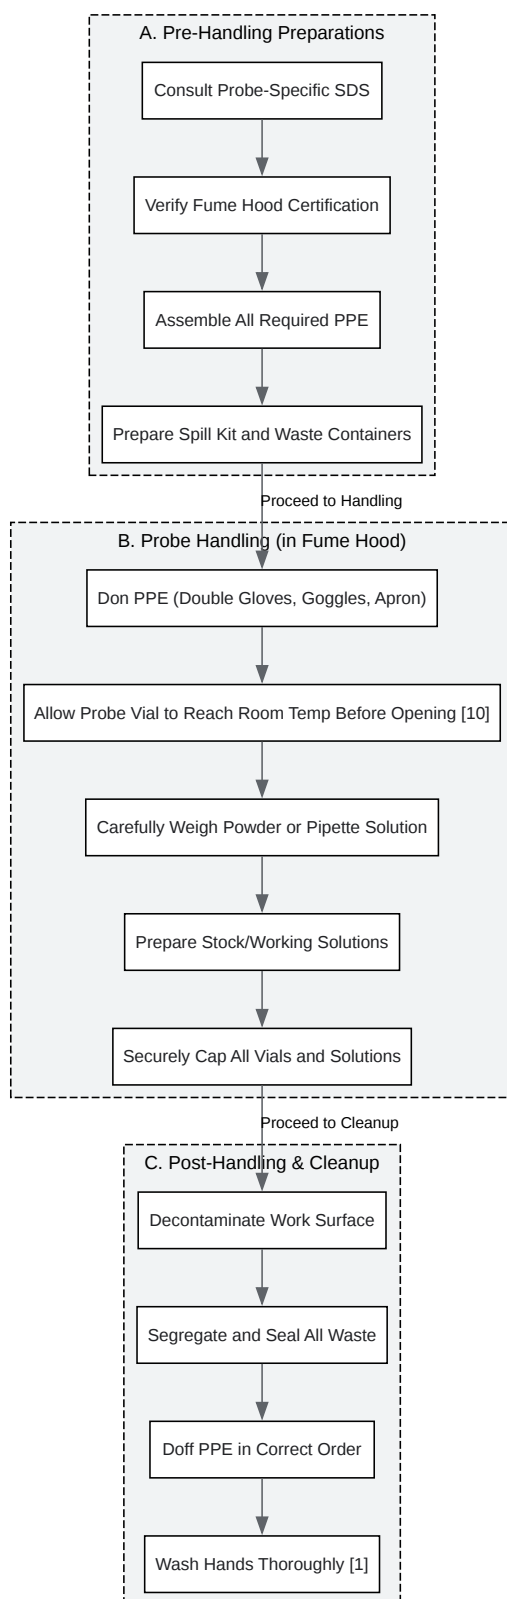 A. Pre-Handling Preparations
Consult Probe-Specific SDS
Verify Fume Hood Certification
Assemble All Required PPE
Prepare Spill Kit and Waste Containers
Proceed to Handling
B. Probe Handling (in Fume Hood)
Don PPE (Double Gloves, Goggles, Apron)
Allow Probe Vial to Reach Room Temp Before Opening [10]
Carefully Weigh Powder or Pipette Solution
Prepare Stock/Working Solutions
Securely Cap All Vials and Solutions
Proceed to Cleanup
C. Post-Handling & Cleanup
Decontaminate Work Surface
Segregate and Seal All Waste
Doff PPE in Correct Order
Wash Hands Thoroughly [1]